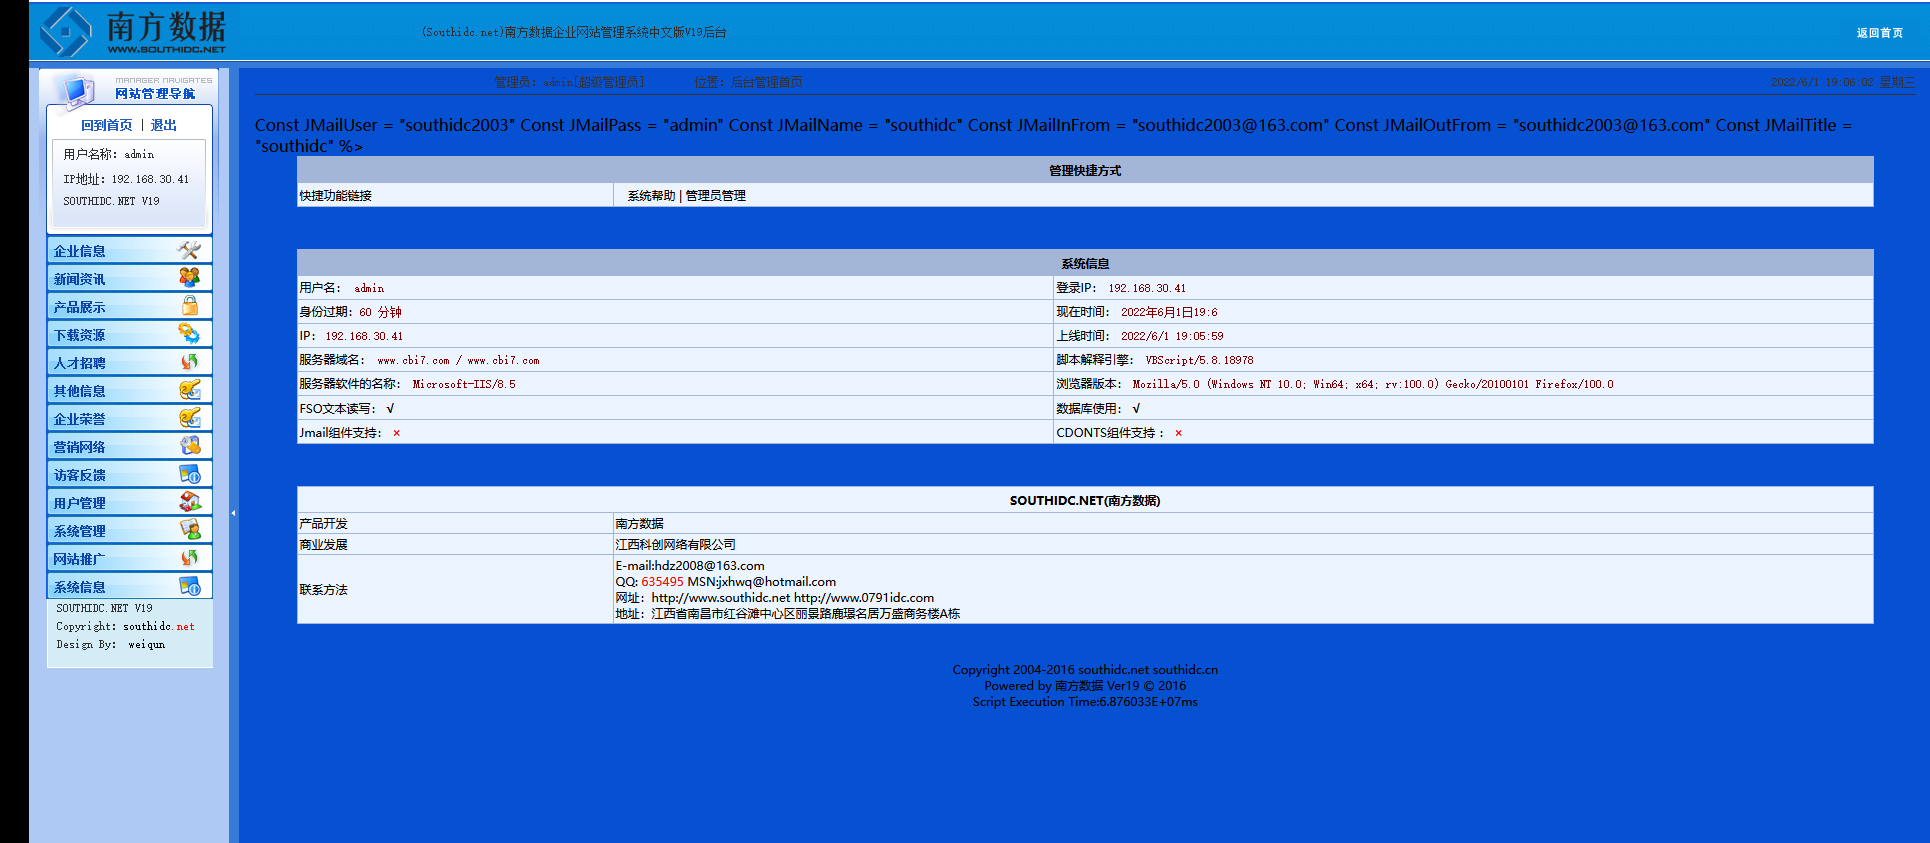 南方数据
WWW.SOUTHIDC.NET
(Southidc.net)南方数据企业网站管理系统中文版V19后台
返回首页
MANAGER NAVIGATES
网站管理导航
回到首页 | 退出
用户名称: admin
IP地址: 192.168.30.41
SOUTHIDC.NET V19
企业信息
新闻资讯
产品展示
下载资源
人才招聘
其他信息
企业荣誉
营销网络
访客反馈
用户管理
系统管理
网站推广
系统信息
SOUTHIDC.NET V19
Copyright: southidc.net
Design By: weiqun
管理员: admin[超级管理员] 位置: 后台管理首页
2022/6/1 19:06:02 星期三
Const JMailUser = "southidc2003" Const JMailPass = "admin" Const JMailName = "southidc" Const JMailInFrom = "southidc2003@163.com" Const JMailOutFrom = "southidc2003@163.com" Const JMailTitle =
"southidc" %>
管理快捷方式
快捷功能链接 系统帮助 | 管理员管理
系统信息
用户名: admin 登录IP: 192.168.30.41
身份过期: 60 分钟 现在时间: 2022年6月1日19:6
IP: 192.168.30.41 上线时间: 2022/6/1 19:05:59
服务器域名: www.cbi7.com / www.cbi7.com 脚本解释引擎: VBScript/5.8.18978
服务器软件的名称: Microsoft-IIS/8.5 浏览器版本: Mozilla/5.0 (Windows NT 10.0; Win64; x64; rv:100.0) Gecko/20100101 Firefox/100.0
FSO文本读写: √ 数据库使用: √
Jmail组件支持: × CDONTS组件支持 : ×
SOUTHIDC.NET(南方数据)
产品开发 南方数据
商业发展 江西科创网络有限公司
联系方法
E-mail:hdz2008@163.com
QQ: 635495 MSN:jxhwq@hotmail.com
网址: http://www.southidc.net http://www.0791idc.com
地址: 江西省南昌市红谷滩中心区丽景路鹿璟名居万盛商务楼A栋
Copyright 2004-2016 southidc.net southidc.cn
Powered by 南方数据 Ver19 © 2016
Script Execution Time:6.876033E+07ms